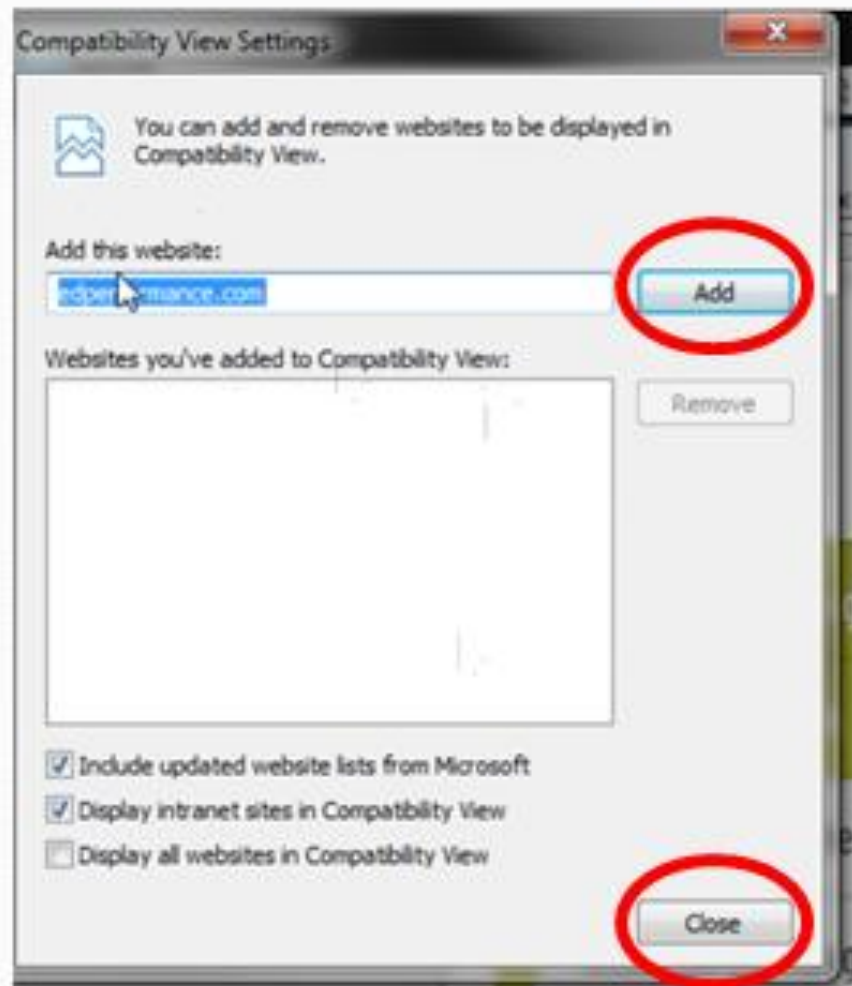 Compatibility View Settings
You can add and remove websites to be displayed in
Compatibility View.
Add this website:
edperformance.com
Add
Websites you've added to Compatibility View:
Remove
Include updated website lists from Microsoft
Display intranet sites in Compatibility View
Display all websites in Compatibility View
Close